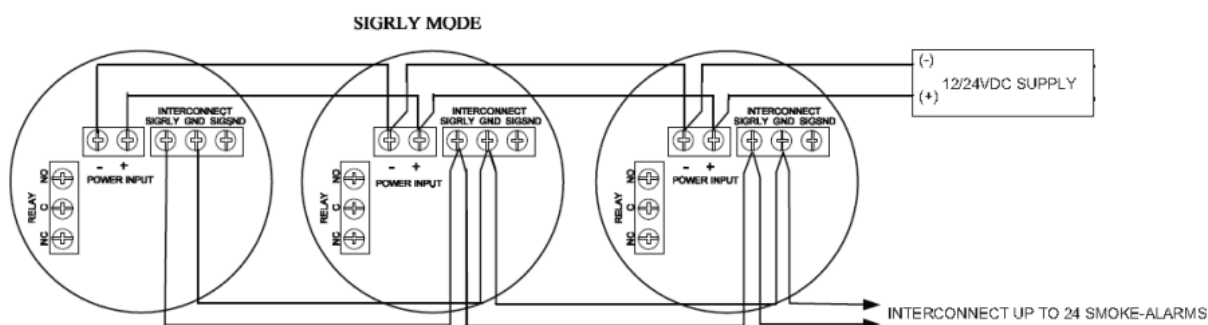 SIGRLY MODE
(-)
12/24VDC SUPPLY
(+)
INTERCONNECT
SIGRLY GND SIGSND
- +
POWER INPUT
RELAY
NO
C
NC
INTERCONNECT
SIGRLY GND SIGSND
- +
POWER INPUT
RELAY
NO
C
NC
INTERCONNECT
SIGRLY GND SIGSND
- +
POWER INPUT
RELAY
NO
C
NC
INTERCONNECT UP TO 24 SMOKE-ALARMS